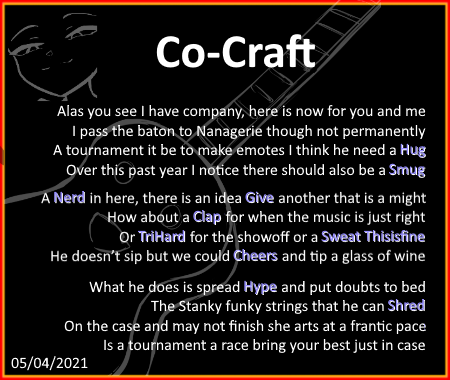 Co-Craft
Alas you see I have company, here is now for you and me
I pass the baton to Nanagerie though not permanently
A tournament it be to make emotes I think he need a Hug
Over this past year I notice there should also be a Smug
A Nerd in here, there is an idea Give another that is a might
How about a Clap for when the music is just right
Or TriHard for the showoff or a Sweat Thisisfine
He doesn't sip but we could Cheers and tip a glass of wine
What he does is spread Hype and put doubts to bed
The Stanky funky strings that he can Shred
On the case and may not finish she arts at a frantic pace
Is a tournament a race bring your best just in case
05/04/2021